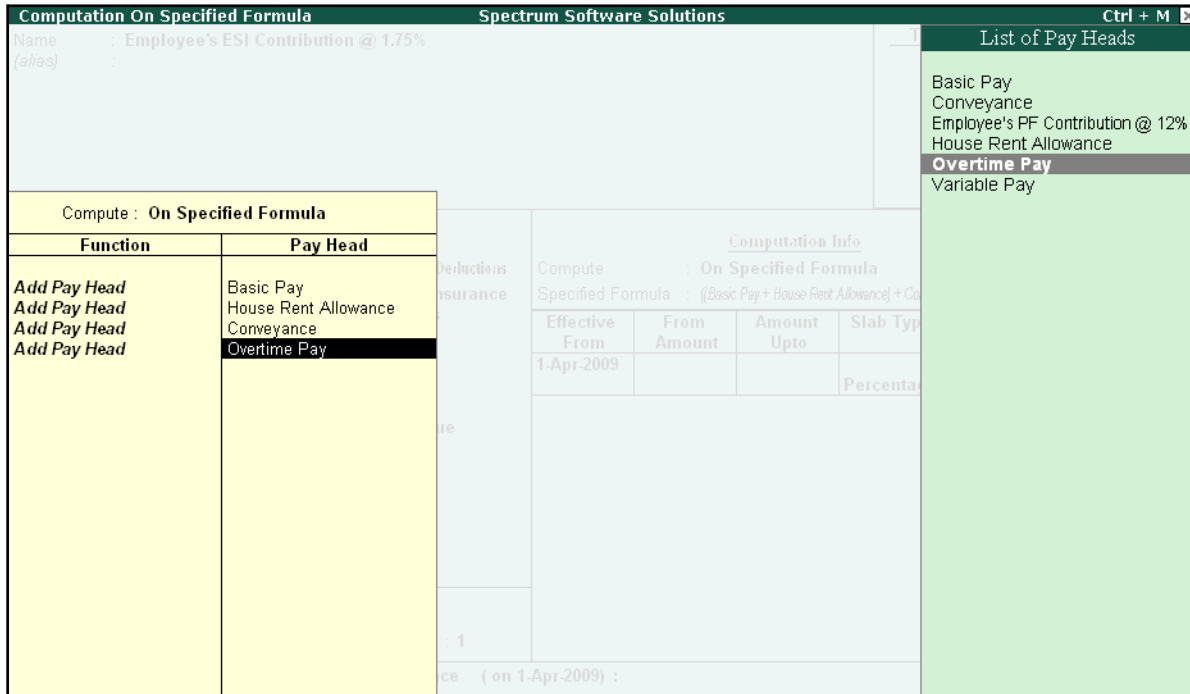 Computation On Specified Formula Spectrum Software Solutions Ctrl + M
Name : Employee's ESI Contribution @ 1.75%
(alias) :
List of Pay Heads
Basic Pay
Conveyance
Employee's PF Contribution @ 12%
House Rent Allowance
Overtime Pay
Variable Pay
Compute : On Specified Formula
Function Pay Head
Add Pay Head Basic Pay
Add Pay Head House Rent Allowance
Add Pay Head Conveyance
Add Pay Head Overtime Pay
Deductions
Computation Info
Compute : On Specified Formula
Specified Formula : ((Basic Pay + House Rent Allowance) + Co
Effective From From Amount Amount Upto Slab Typ
1-Apr-2009
Percenta
: 1
( on 1-Apr-2009) :